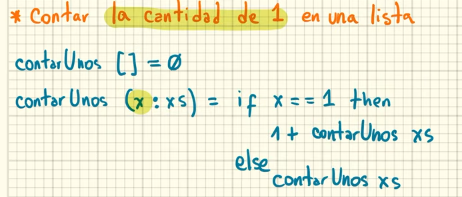 * Contar la cantidad de 1 en una lista
contarUnos [] = 0
contarUnos (x:xs) = if x == 1 then
1 + contarUnos xs
else
contarUnos xs